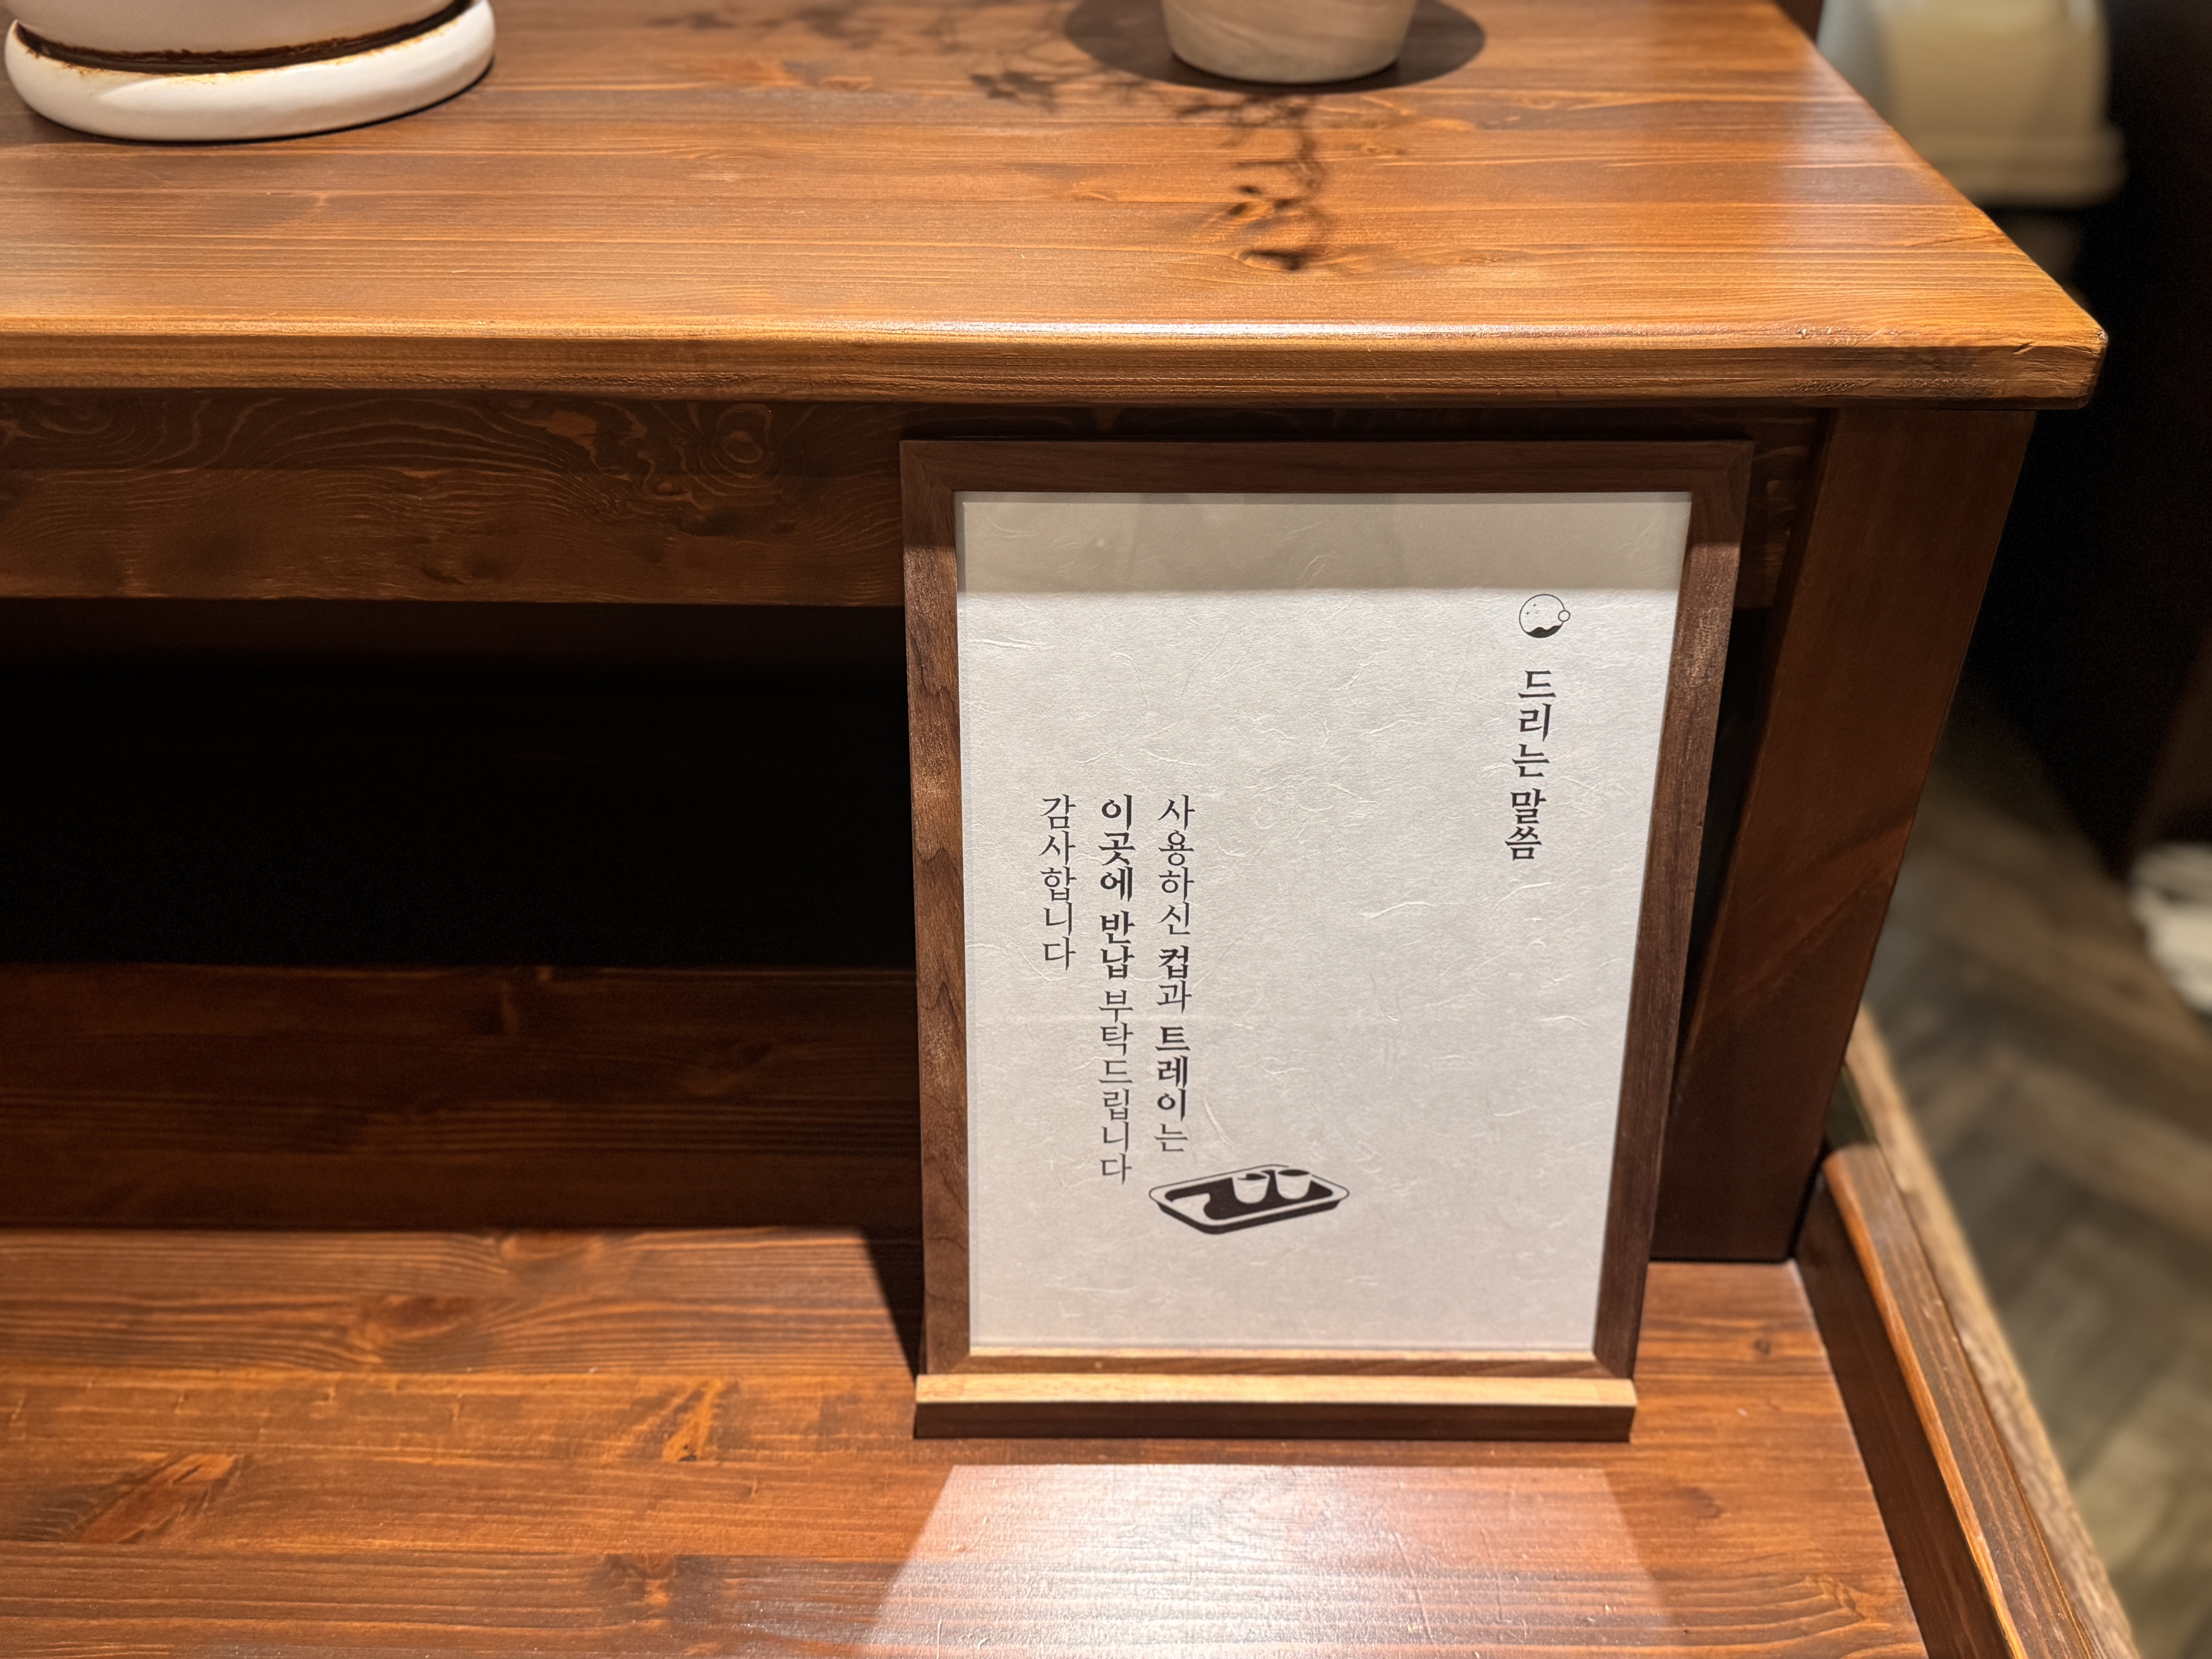 드리는 말씀
사용하신 컵과 트레이는
이곳에 반납 부탁드립니다
감사합니다